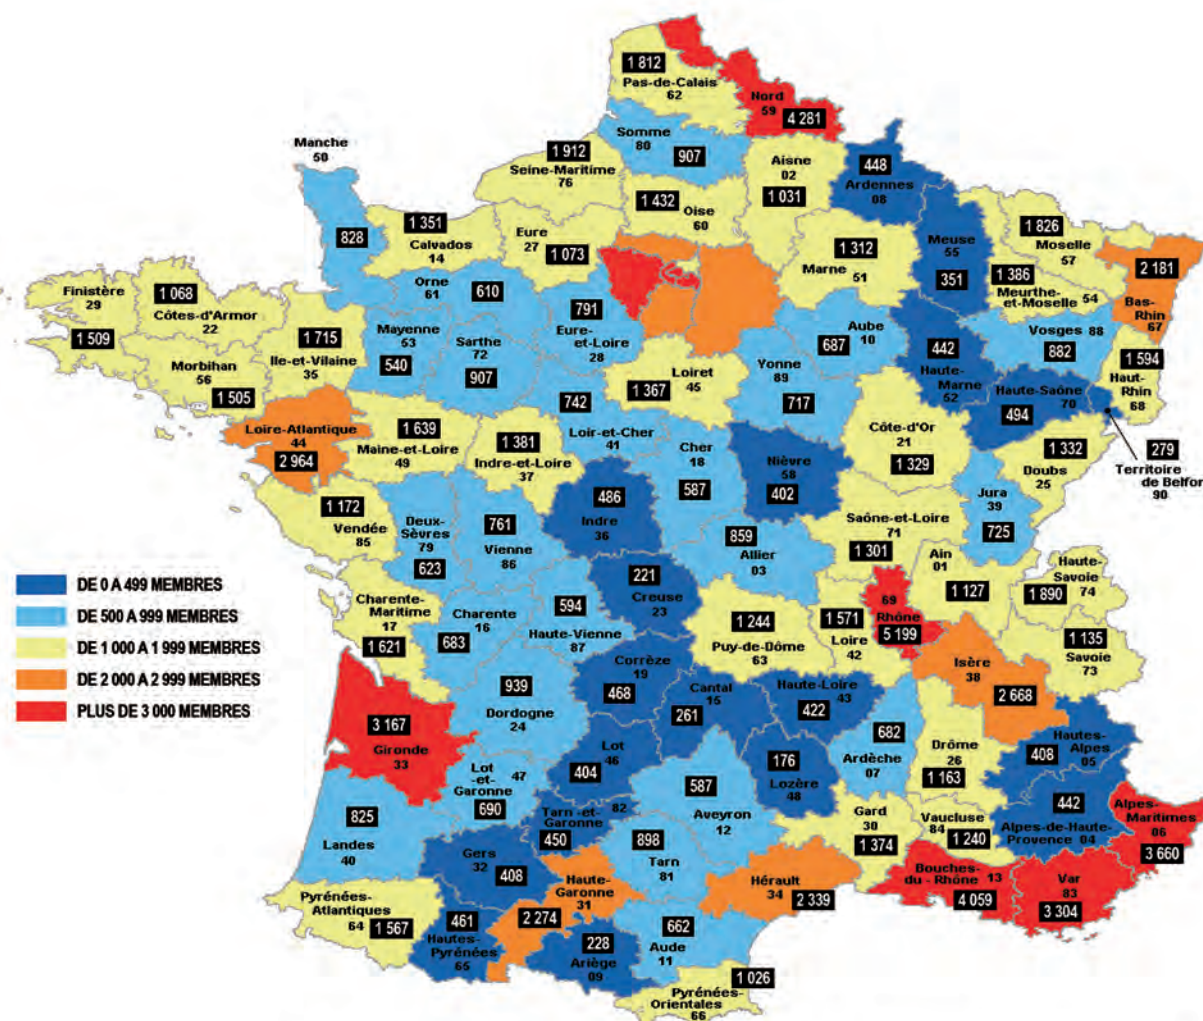 1 812
Pas-de-Calais
62
Nord
59
4 281
Somme
80
907
Manche
50
828
1 912
Seine-Maritime
76
Aisne
02
1 031
448
Ardennes
08
1 432
Oise
60
1 351
Calvados
14
Eure
27
1 073
1 312
Marne 51
Meuse
55
351
1 826
Moselle
57
1 386
Meurthe-
et-Moselle 54
2 181
Bas-
Rhin
67
Finistère
29
1 509
1 068
Côtes-d'Armor
22
Morbihan
56
1 505
1 715
Ile-et-Vilaine
35
Orne
61
610
Mayenne
53
540
Sarthe
72
907
791
Eure-
et-Loire
28
Aube
687 10
442
Haute-
Marne
52
Vosges 88
882
1 594
Haut-
Rhin
68
Loiret
1 367 45
Yonne
89
717
Haute-Saône
494 70
279
Territoire
de Belfor
90
Loire-Atlantique
44
2 964
1 639
Maine-et-Loire
49
1 381
Indre-et-Loire
37
742
Loir-et-Cher
41
Cher
18
587
Nièvre
58
402
Côte-d'Or
21
1 329
1 332
Doubs
25
1 172
Vendée
85
Deux-
Sèvres
79
623
761
Vienne
86
486
Indre
36
859
Allier
03
Saône-et-Loire
71
1 301
Jura
39
725
DE 0 A 499 MEMBRES
DE 500 A 999 MEMBRES
DE 1 000 A 1 999 MEMBRES
DE 2 000 A 2 999 MEMBRES
PLUS DE 3 000 MEMBRES
Charente-
Maritime
17
1 621
Charente
16
683
594
Haute-Vienne
87
221
Creuse
23
1 244
Puy-de-Dôme
63
1 571
Loire
42
69
Rhône
5 199
Ain
01
1 127
Haute-
Savoie
1 890 74
1 135
Savoie
73
Isère
38
2 668
3 167
Gironde
33
939
Dordogne
24
Corrèze
19
468
Cantal
15
261
Haute-Loire
43
422
682
Ardèche
07
Drôme
26
1 163
Hautes-
Alpes
408 05
Lot
-et- 47
Garonne
690
Lot
46
404
587
Aveyron
12
176
Lozère
48
442
Alpes-de-Haute-
Provence 04
Alpes-
Maritimes
06
3 660
825
Landes
40
Tarn -et- 82
Garonne
450
898
Tarn
81
Gard
30
1 374
Vaucluse
84
1 240
Gers
32
408
Haute-
Garonne
31
2 274
Hérault
34 2 339
Bouches-
du - Rhône 13
4 059
Var
83
3 304
Pyrénées-
Atlantiques
64 1 567
461
Hautes-
Pyrénées
65
228
Ariège
09
662
Aude
11
1 026
Pyrénées-
Orientales
66